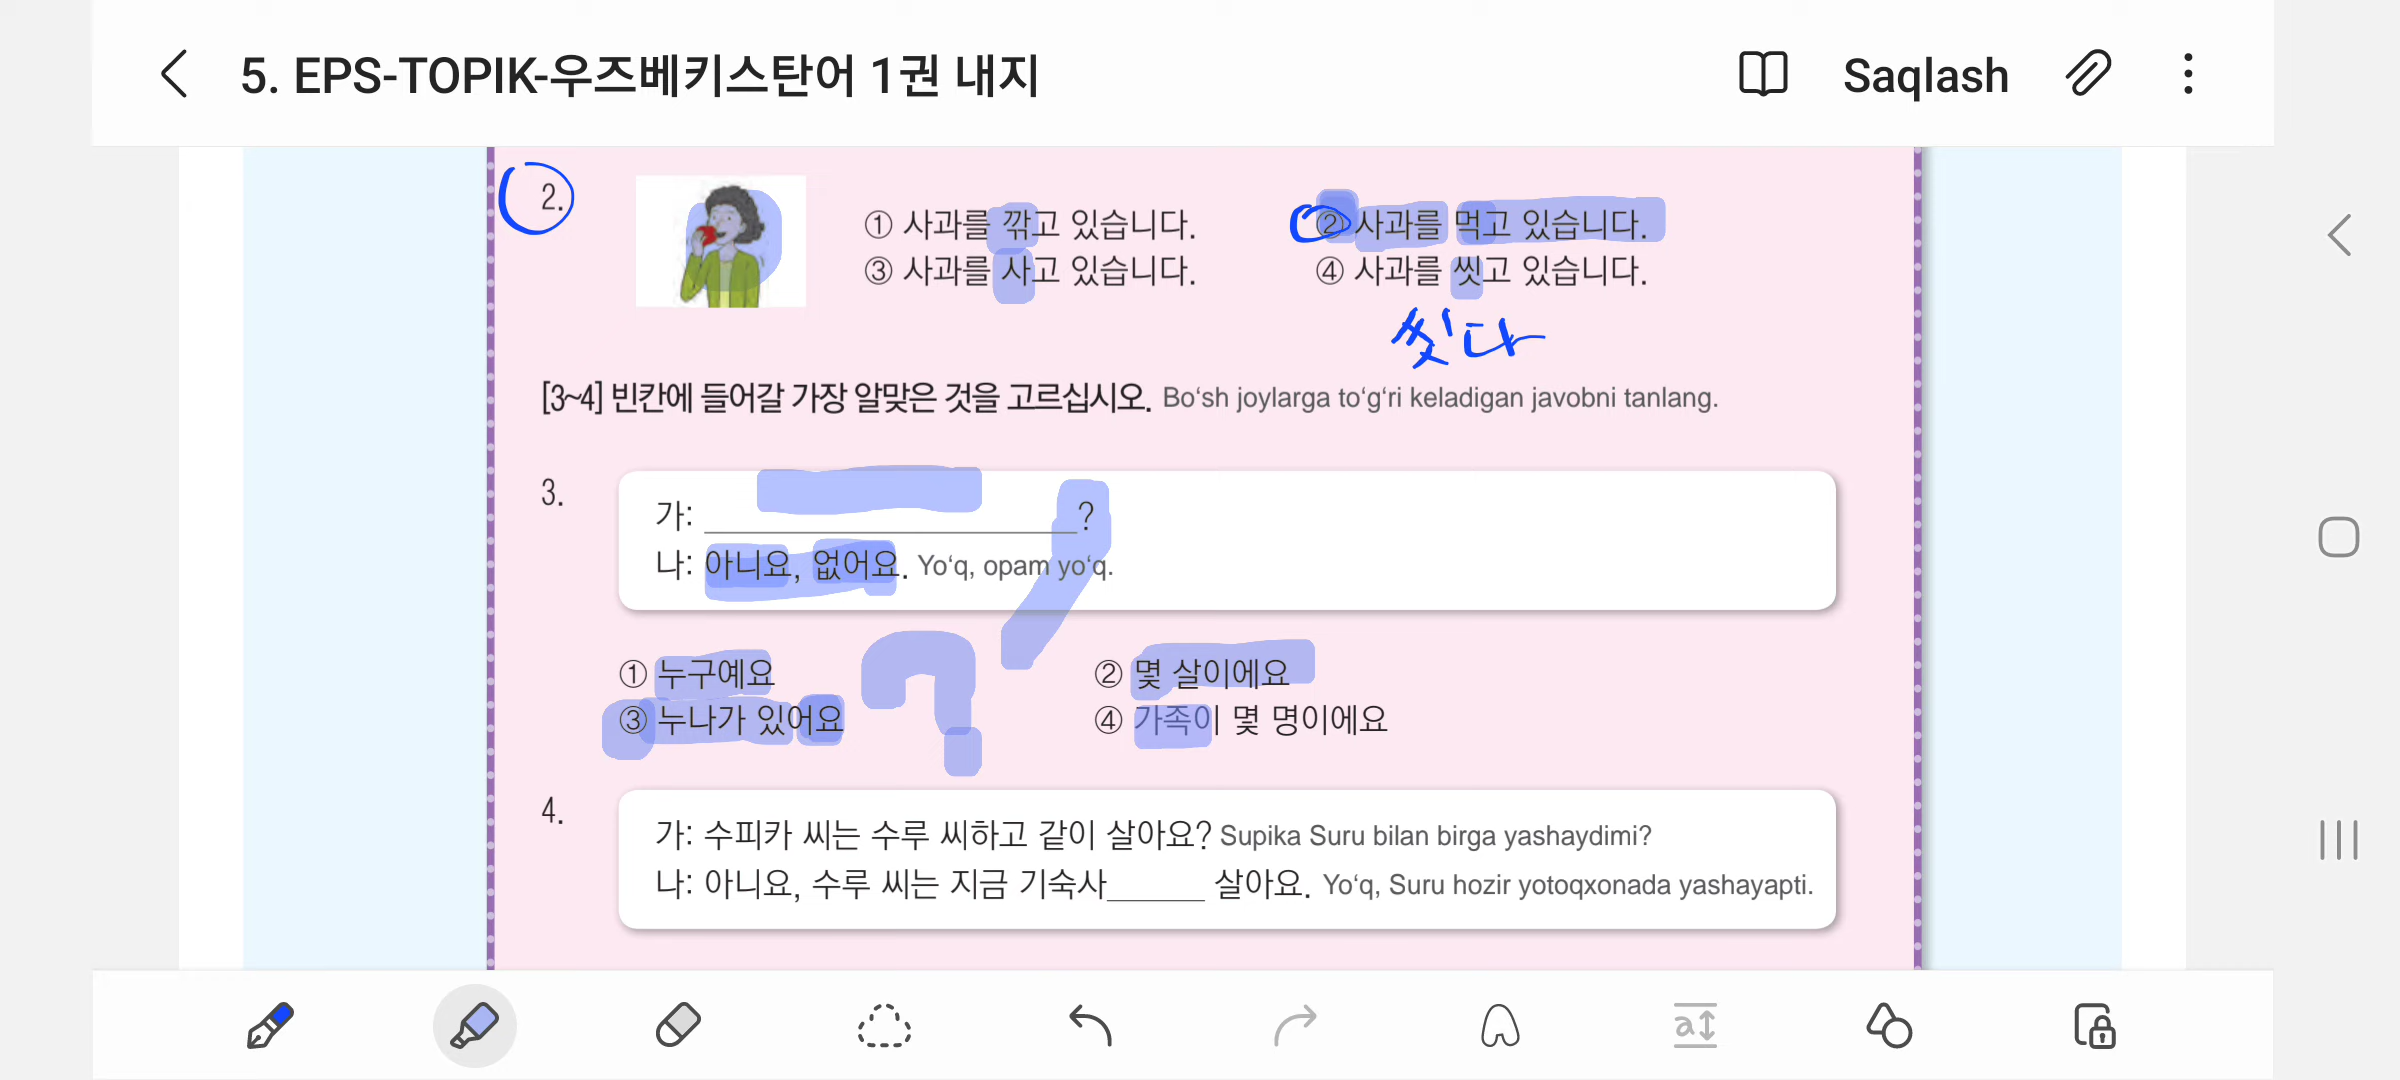 5. EPS-TOPIK-우즈베키스탄어 1권 내지
Saqlash
2.
① 사과를 깎고 있습니다.
② 사과를 먹고 있습니다.
③ 사과를 사고 있습니다.
④ 사과를 씻고 있습니다.
씻다
[3~4] 빈칸에 들어갈 가장 알맞은 것을 고르십시오. Bo‘sh joylarga to‘g‘ri keladigan javobni tanlang.
3.
가: ______________________?
나: 아니요, 없어요. Yo‘q, opam yo‘q.
① 누구예요
② 몇 살이에요
③ 누나가 있어요
④ 가족이 몇 명이에요
?
4.
가: 수피카 씨는 수루 씨하고 같이 살아요? Supika Suru bilan birga yashaydimi?
나: 아니요, 수루 씨는 지금 기숙사______ 살아요. Yo‘q, Suru hozir yotoqxonada yashayapti.